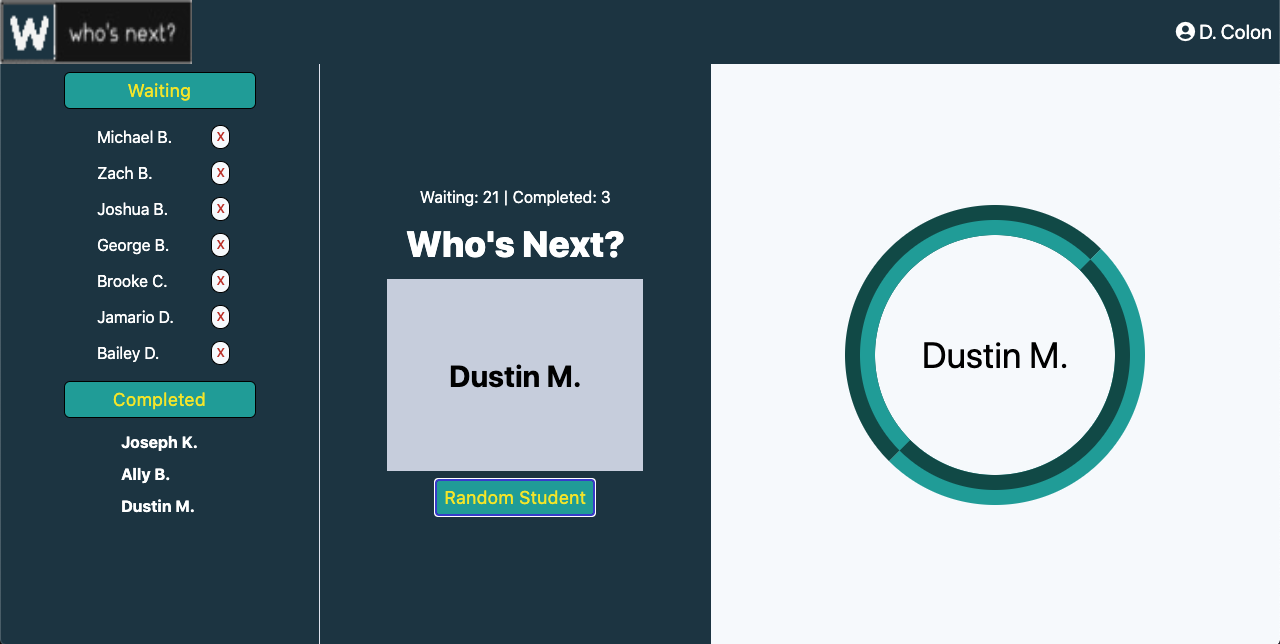 W who's next?
D. Colon
Waiting
Michael B. X
Zach B. X
Joshua B. X
George B. X
Brooke C. X
Jamario D. X
Bailey D. X
Completed
Joseph K.
Ally B.
Dustin M.
Waiting: 21 | Completed: 3
Who's Next?
Dustin M.
Random Student
Dustin M.